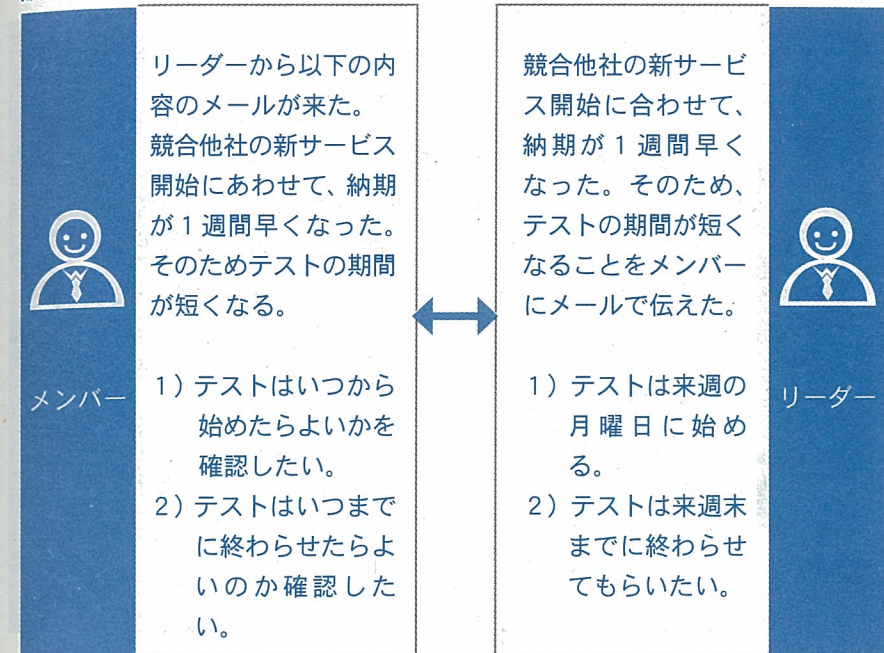 リーダーから以下の内
容のメールが来た。
競合他社の新サービス
開始にあわせて、納期
が1週間早くなった。
そのためテストの期間
が短くなる。
1）テストはいつから
始めたらよいかを
確認したい。
2）テストはいつまで
に終わらせたらよ
いのか確認した
い。
メンバー
競合他社の新サービ
ス開始に合わせて、
納期が1週間早く
なった。そのため、
テストの期間が短く
なることをメンバー
にメールで伝えた。
1）テストは来週の
月曜日に始め
る。
2）テストは来週末
までに終わらせ
てもらいたい。
リーダー